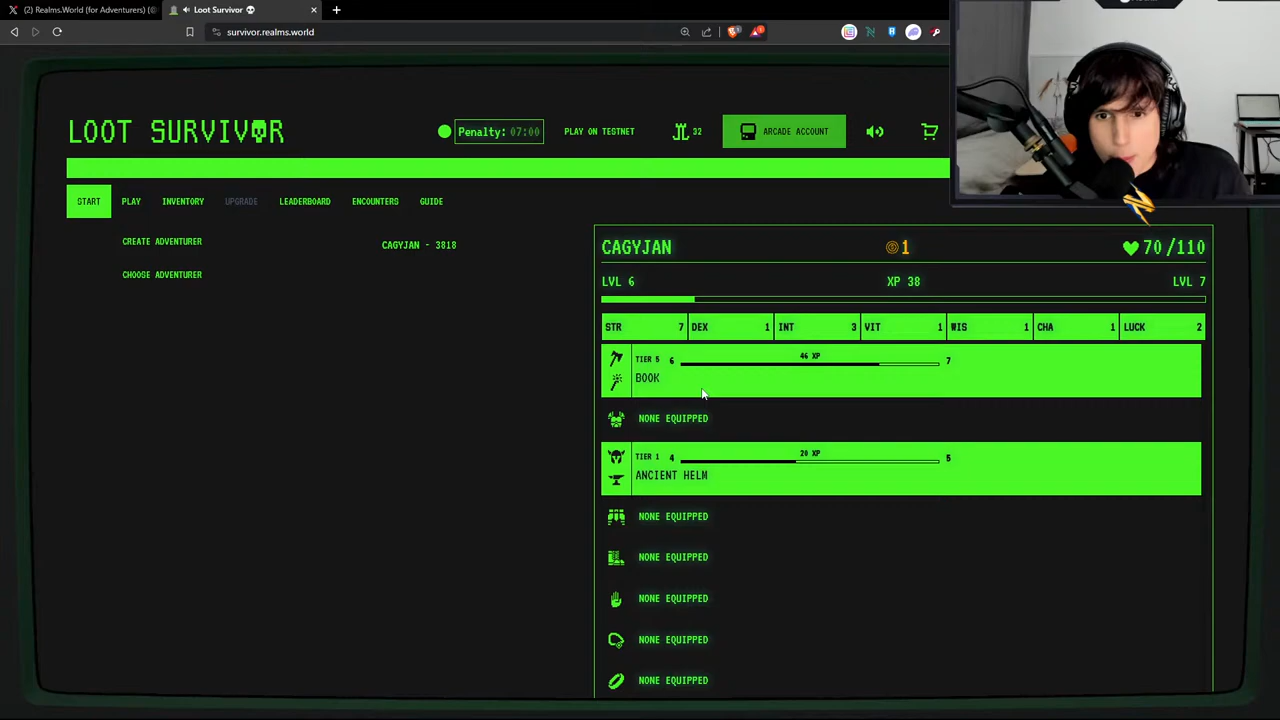 (2) Realms.World (for Adventurers) (@
Loot Survivor
survivor.realms.world
LOOT SURVIVOR
Penalty: 07:00
PLAY ON TESTNET
32
ARCADE ACCOUNT
START
PLAY
INVENTORY
UPGRADE
LEADERBOARD
ENCOUNTERS
GUIDE
CREATE ADVENTURER
CHOOSE ADVENTURER
CAGYJAN - 3818
CAGYJAN
1
70/110
LVL 6
XP 38
LVL 7
STR 7
DEX 1
INT 3
VIT 1
WIS 1
CHA 1
LUCK 2
TIER 5
6
46 XP
7
BOOK
NONE EQUIPPED
TIER 1
4
20 XP
5
ANCIENT HELM
NONE EQUIPPED
NONE EQUIPPED
NONE EQUIPPED
NONE EQUIPPED
NONE EQUIPPED